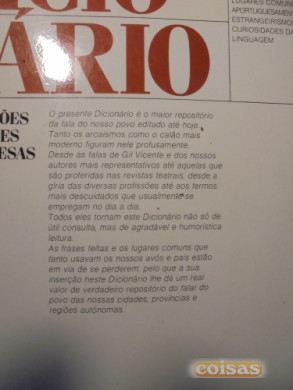 ÁRIO
LUGARES COMUNS
APORTUGUESAMEN
ESTRANGEIRISMOS
CURIOSIDADES DA
LINGUAGEM
ÕES
ES
ESAS
O presente Dicionário é o maior repositório
da fala do nosso povo editado até hoje.
Tanto os arcaísmos como o calão mais
moderno figuram nele profusamente.
Desde as falas de Gil Vicente e dos nossos
autores mais representativos até aquelas que
são proferidas nas revistas teatrais, desde a
gíria das diversas profissões até aos termos
mais descuidados que usualmente se
empregam no dia a dia.
Todos eles tornam este Dicionário não só de
útil consulta, mas de agradável e humorística
leitura.
As frases feitas e os lugares comuns que
tanto usavam os nossos avós e pais estão
em via de se perderem, pelo que a sua
inserção neste Dicionário lhe dá um real
valor de verdadeiro repositório do falar do
povo das nossas cidades, províncias e
regiões autónomas.
coisas